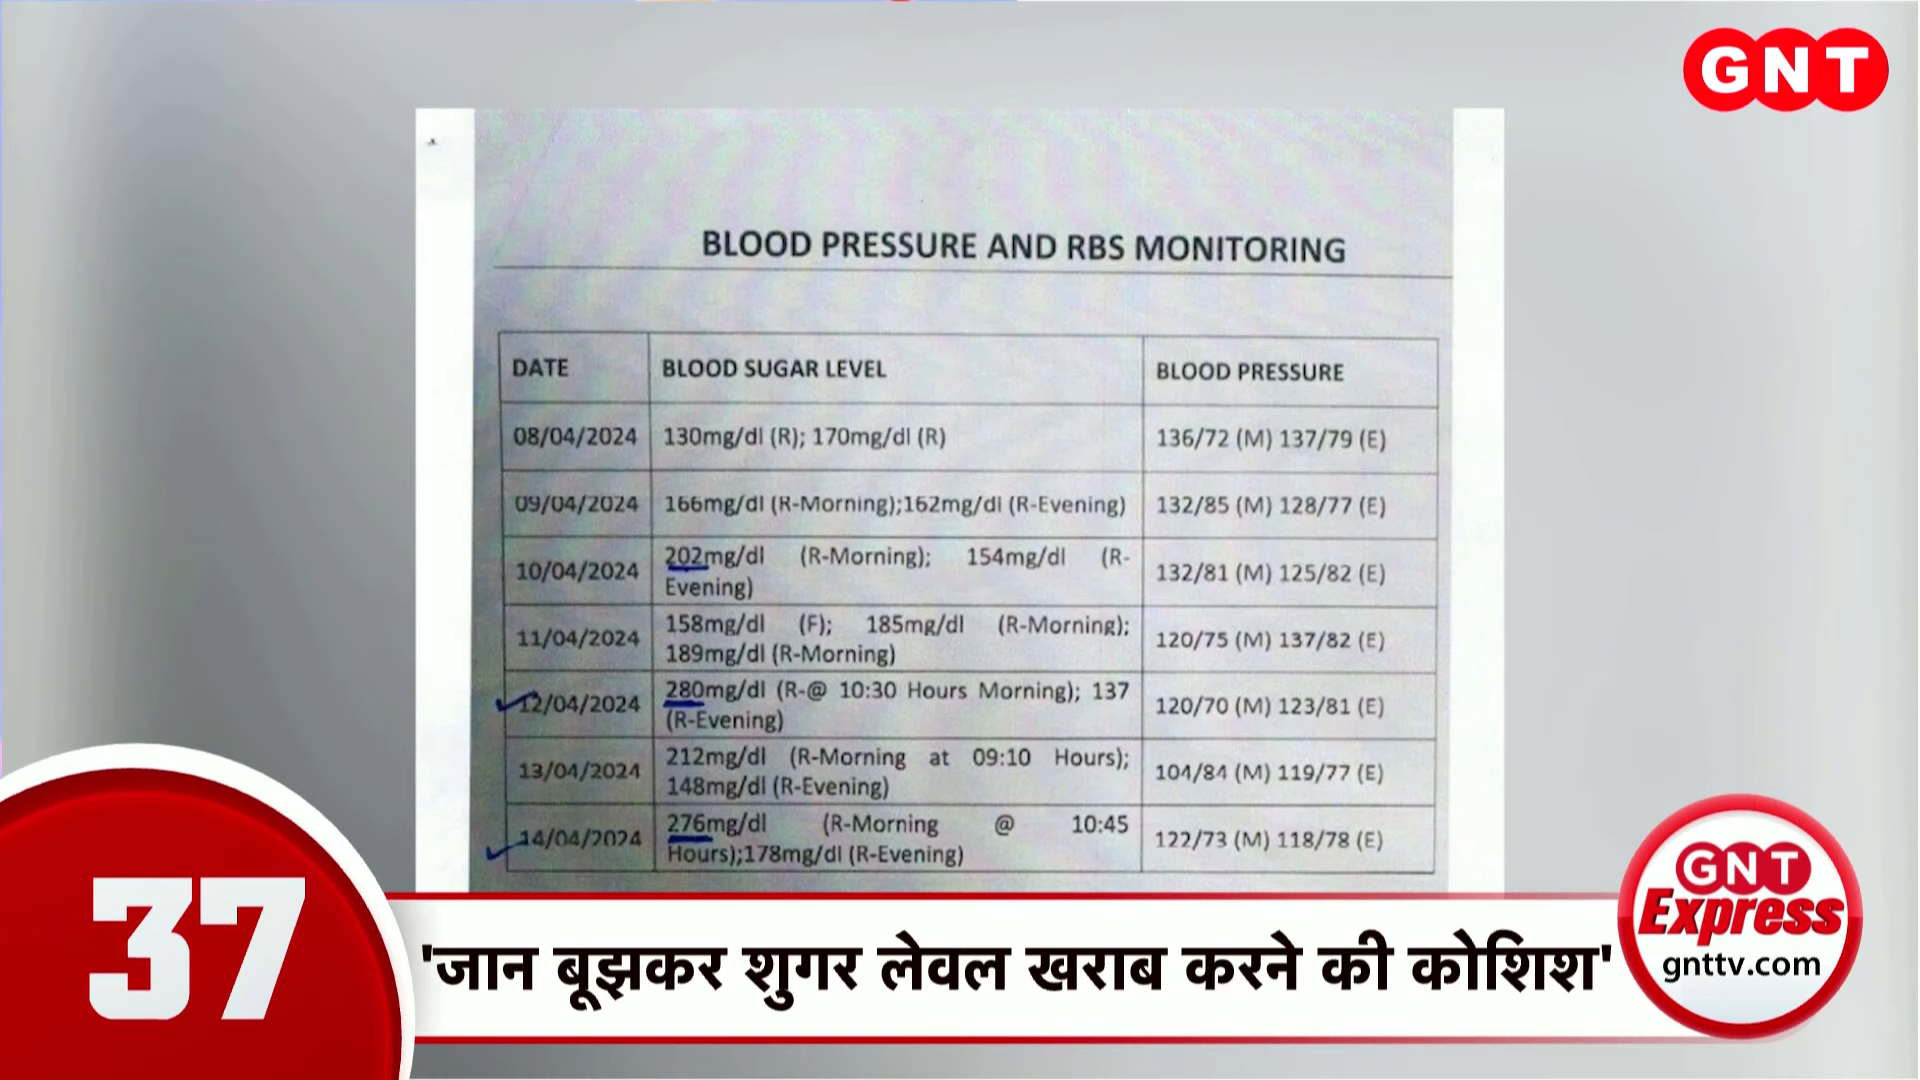 GNT
BLOOD PRESSURE AND RBS MONITORING
DATE BLOOD SUGAR LEVEL BLOOD PRESSURE
08/04/2024 130mg/dl (R); 170mg/dl (R) 136/72 (M) 137/79 (E)
09/04/2024 166mg/dl (R-Morning);162mg/dl (R-Evening) 132/85 (M) 128/77 (E)
10/04/2024 202mg/dl (R-Morning); 154mg/dl (R-
Evening) 132/81 (M) 125/82 (E)
11/04/2024 158mg/dl (F); 185mg/dl (R-Morning);
189mg/dl (R-Morning) 120/75 (M) 137/82 (E)
12/04/2024 280mg/dl (R-@ 10:30 Hours Morning); 137
(R-Evening) 120/70 (M) 123/81 (E)
13/04/2024 212mg/dl (R-Morning at 09:10 Hours);
148mg/dl (R-Evening) 104/84 (M) 119/77 (E)
14/04/2024 276mg/dl (R-Morning @ 10:45
Hours);178mg/dl (R-Evening) 122/73 (M) 118/78 (E)
37
'जान बूझकर शुगर लेवल खराब करने की कोशिश'
GNT
Express
gnttv.com